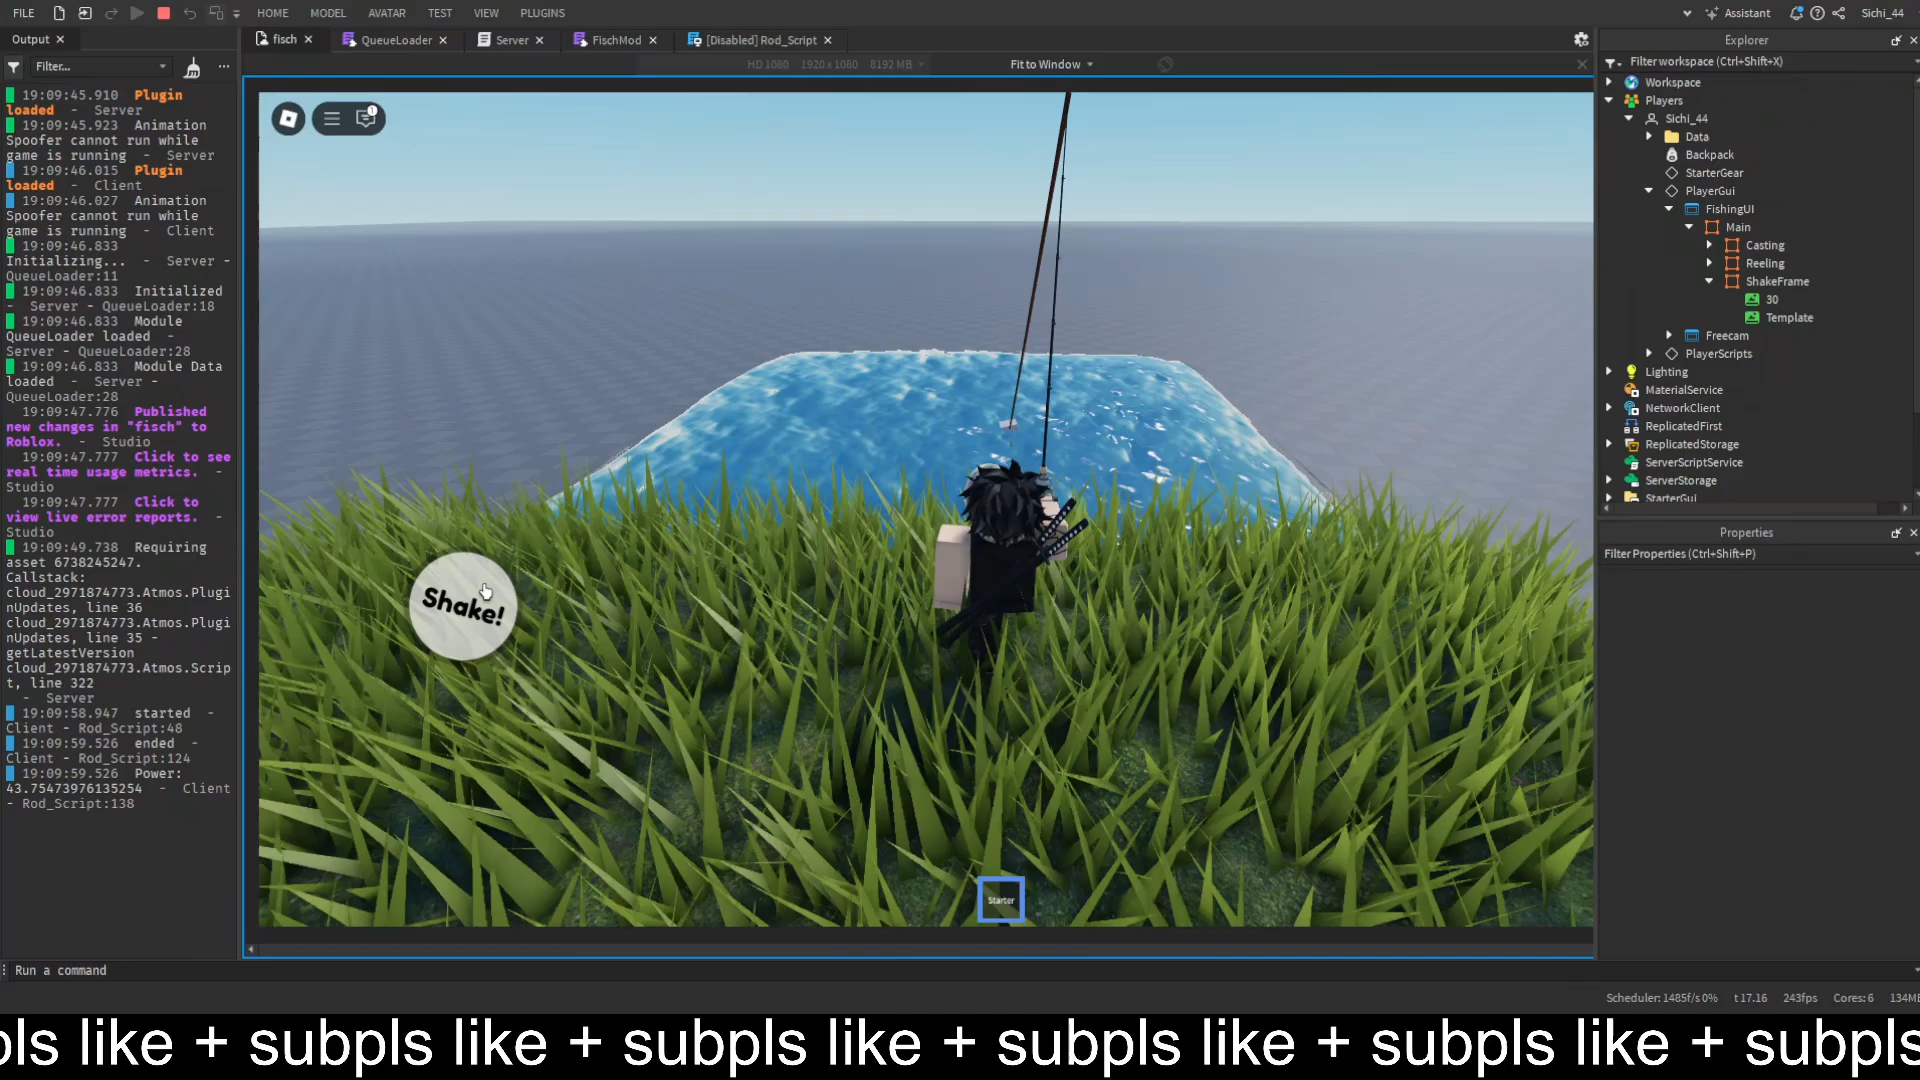 FILE
HOME
MODEL
AVATAR
TEST
VIEW
PLUGINS
Assistant
Sichi_44
Output
fisch
QueueLoader
Server
FischMod
[Disabled] Rod_Script
Filter...
HD 1080 1920 x 1080 8192 MB
Fit to Window
19:09:45.910 Plugin
loaded - Server
19:09:45.923 Animation
Spoofer cannot run while
game is running - Server
19:09:46.015 Plugin
loaded - Client
19:09:46.027 Animation
Spoofer cannot run while
game is running - Client
19:09:46.833
Initializing... - Server -
QueueLoader:11
19:09:46.833 Initialized
- Server - QueueLoader:18
19:09:46.833 Module
QueueLoader loaded -
Server - QueueLoader:28
19:09:46.833 Module Data
loaded - Server -
QueueLoader:28
19:09:47.776 Published
new changes in "fisch" to
Roblox. - Studio
19:09:47.777 Click to see
real time usage metrics. -
Studio
19:09:47.777 Click to
view live error reports. -
Studio
19:09:49.738 Requiring
asset 6738245247.
Callstack:
cloud_2971874773.Atmos.Plugi
nUpdates, line 36
cloud_2971874773.Atmos.Plugi
nUpdates, line 35 -
getLatestVersion
cloud_2971874773.Atmos.Scrip
t, line 322
- Server
19:09:58.947 started -
Client - Rod_Script:48
19:09:59.526 ended -
Client - Rod_Script:124
19:09:59.526 Power:
43.75473976135254 - Client
- Rod_Script:138
1
Shake!
Starter
Explorer
Filter workspace (Ctrl+Shift+X)
Workspace
Players
Sichi_44
Data
Backpack
StarterGear
PlayerGui
FishingUI
Main
Casting
Reeling
ShakeFrame
30
Template
Freecam
PlayerScripts
Lighting
MaterialService
NetworkClient
ReplicatedFirst
ReplicatedStorage
ServerScriptService
ServerStorage
StarterGui
Properties
Filter Properties (Ctrl+Shift+P)
Run a command
Scheduler: 1485f/s 0% t 17.16 243fps Cores: 6 134MB
pls like + subpls like + subpls like + subpls like + subpls